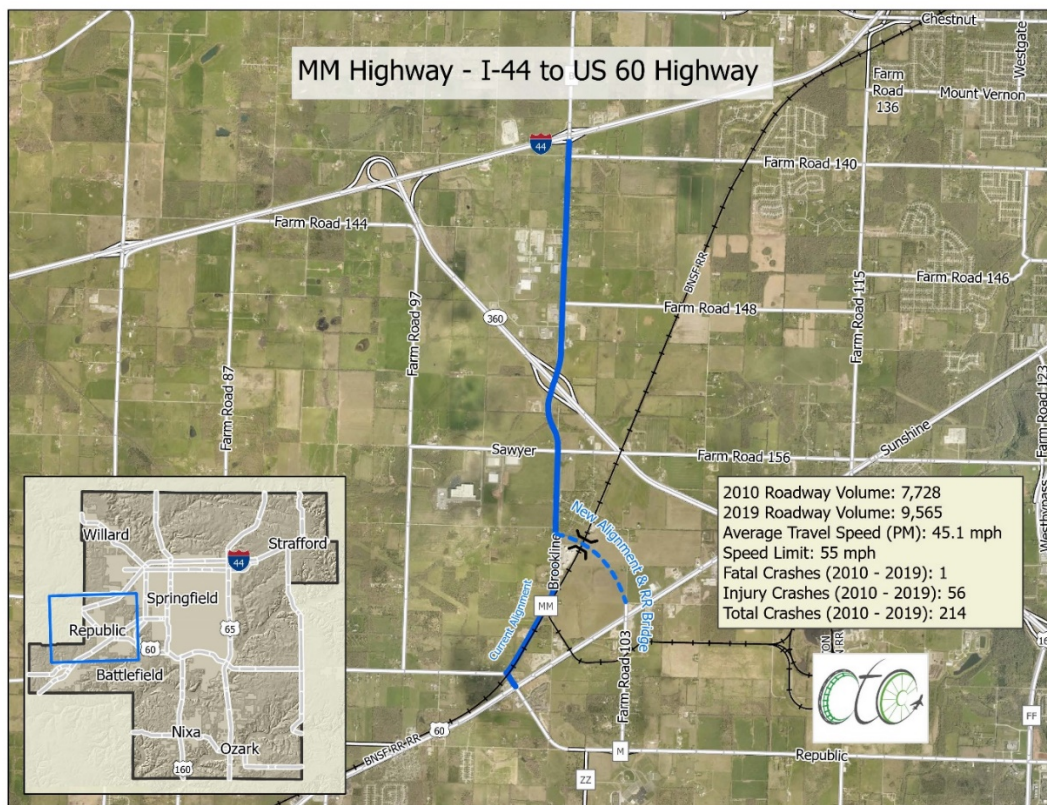 Chestnut
Westgate
MM Highway - I-44 to US 60 Highway
Farm
Road
136
Mount Vernon
44
Farm Road 140
Farm Road 144
BNSF RR
Farm Road 115
Farm Road 146
Farm Road 97
Farm Road 148
360
Farm Road 87
Farm Road 123
Sunshine
Sawyer
Farm Road 156
Westbypass
2010 Roadway Volume: 7,728
2019 Roadway Volume: 9,565
Average Travel Speed (PM): 45.1 mph
Speed Limit: 55 mph
Fatal Crashes (2010 - 2019): 1
Injury Crashes (2010 - 2019): 56
Total Crashes (2010 - 2019): 214
New Alignment & RR Bridge
Brookline
MM
Current Alignment
Farm Road 103
Willard
Strafford
44
Springfield
Republic
60
65
Battlefield
Nixa
Ozark
160
OTO
FF
60
BNSF RR RR
M
Republic
ZZ